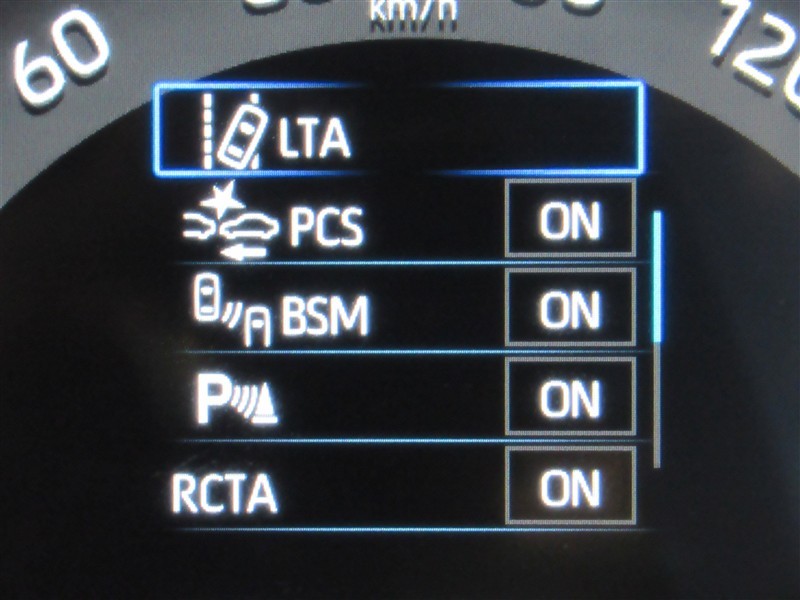 60
km/h
120
LTA
PCS ON
BSM ON
P ON
RCTA ON